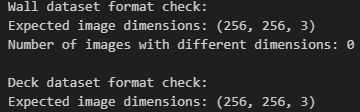 Wall dataset format check:
Expected image dimensions: (256, 256, 3)
Number of images with different dimensions: 0
Deck dataset format check:
Expected image dimensions: (256, 256, 3)